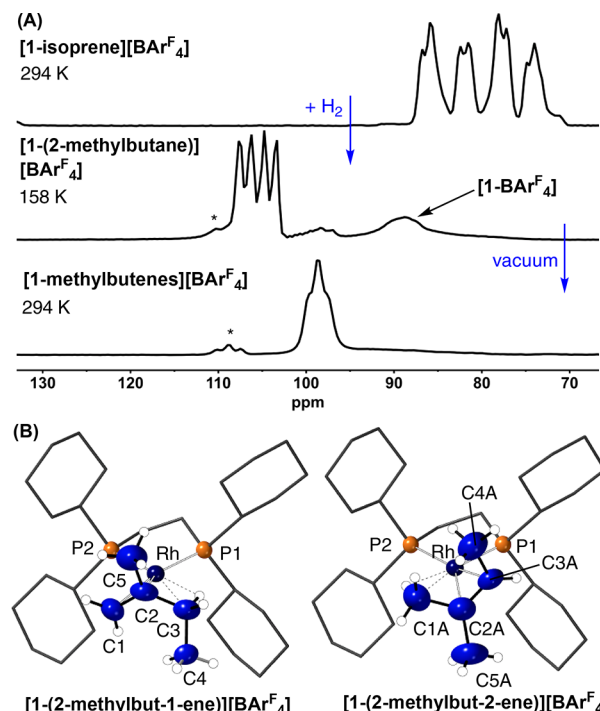 (A)
[1-isoprene][BArF4]
294 K
+ H2
[1-(2-methylbutane)]
[BArF4]
158 K
*
[1-BArF4]
vacuum
[1-methylbutenes][BArF4]
294 K
*
130 120 110 100 90 80 70
ppm
(B)
P2 Rh P1
C5
C2
C1
C3
C4
C4A
P2 Rh P1
C3A
C1A C2A
C5A
[1-(2-methylbut-1-ene)][BArF4]
[1-(2-methylbut-2-ene)][BArF4